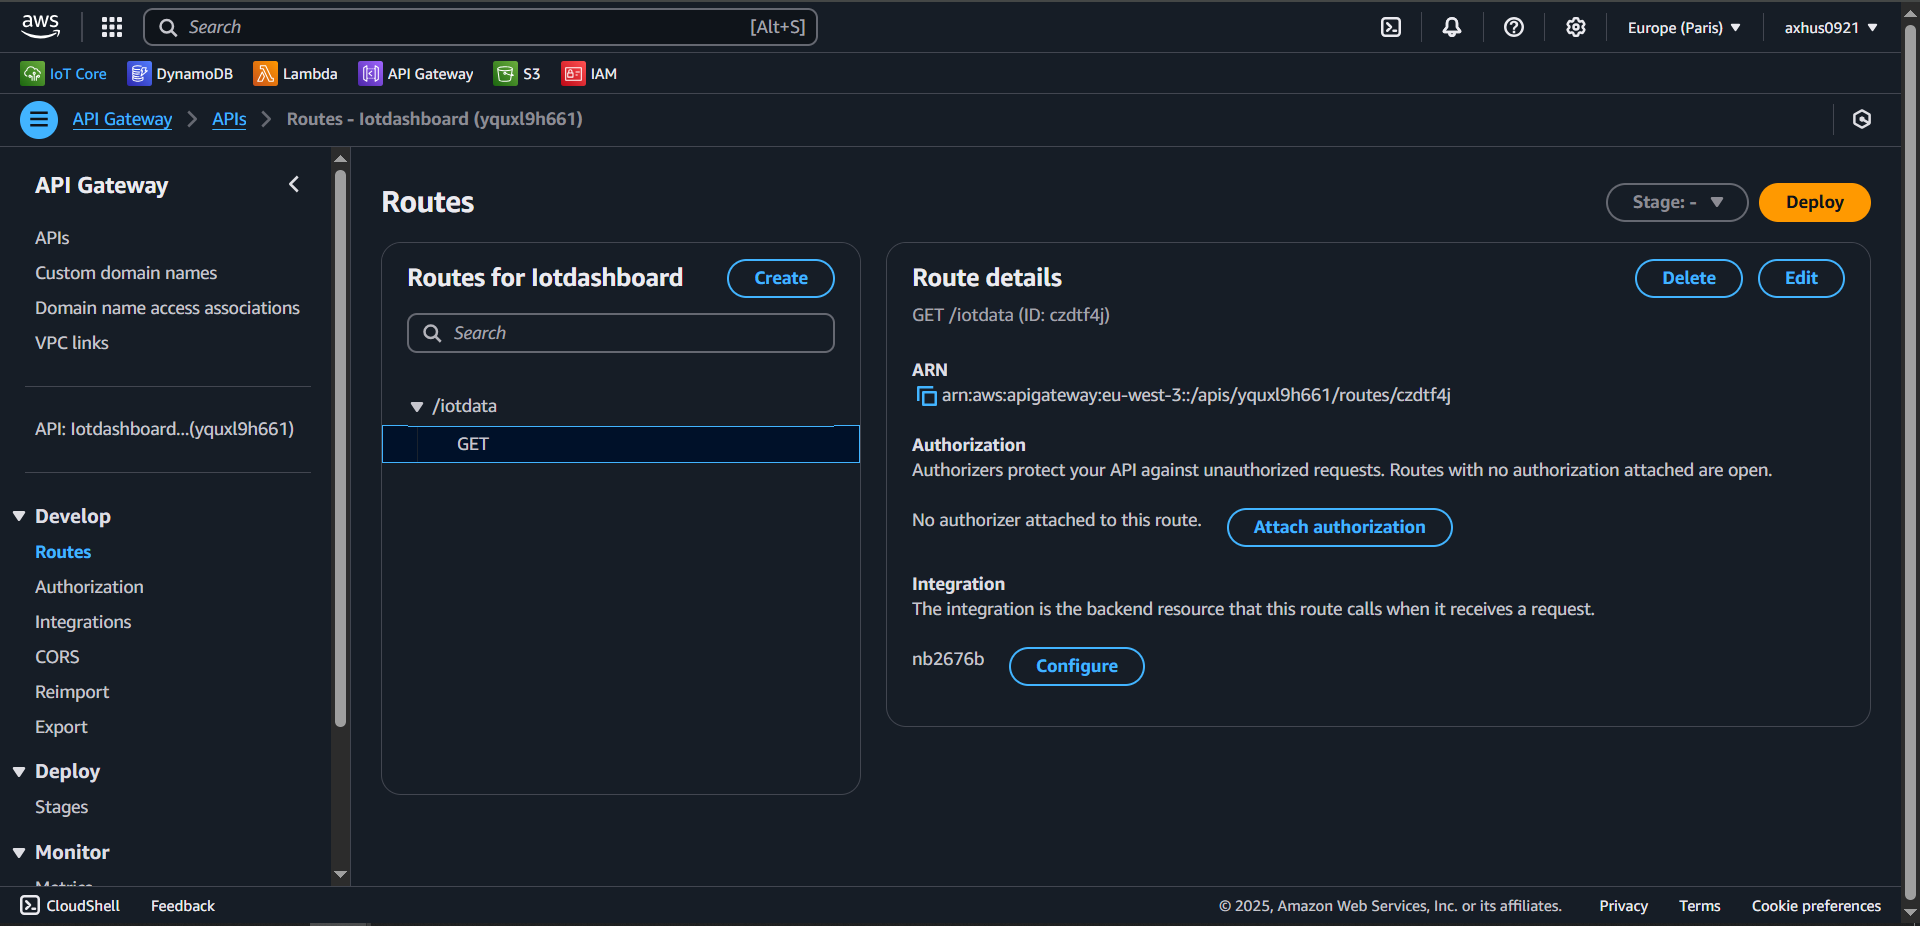 aws
Search [Alt+S]
Europe (Paris)
axhus0921
IoT Core
DynamoDB
Lambda
API Gateway
S3
IAM
API Gateway
APIs
Routes - Iotdashboard (yquxl9h661)
API Gateway
APIs
Custom domain names
Domain name access associations
VPC links
API: Iotdashboard...(yquxl9h661)
Develop
Routes
Authorization
Integrations
CORS
Reimport
Export
Deploy
Stages
Monitor
Metrics
Routes
Stage: -
Deploy
Routes for Iotdashboard
Create
Search
/iotdata
GET
Route details
Delete
Edit
GET /iotdata (ID: czdtf4j)
ARN
arn:aws:apigateway:eu-west-3::/apis/yquxl9h661/routes/czdtf4j
Authorization
Authorizers protect your API against unauthorized requests. Routes with no authorization attached are open.
No authorizer attached to this route.
Attach authorization
Integration
The integration is the backend resource that this route calls when it receives a request.
nb2676b
Configure
CloudShell
Feedback
© 2025, Amazon Web Services, Inc. or its affiliates.
Privacy
Terms
Cookie preferences